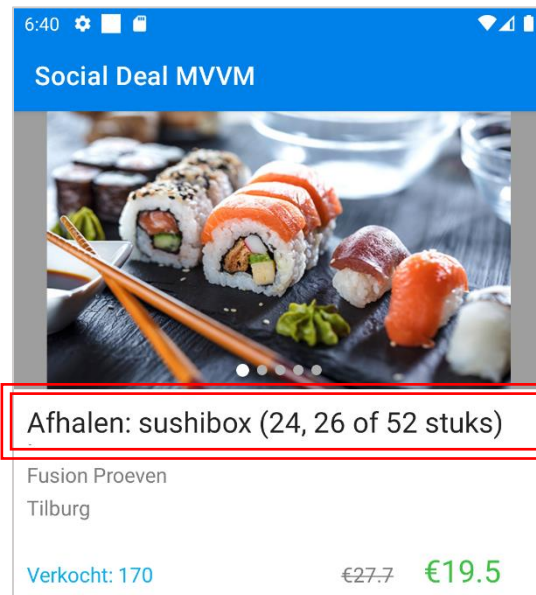 6:40
Social Deal MVVM
Afhalen: sushibox (24, 26 of 52 stuks)
Fusion Proeven
Tilburg
Verkocht: 170 €27.7 €19.5